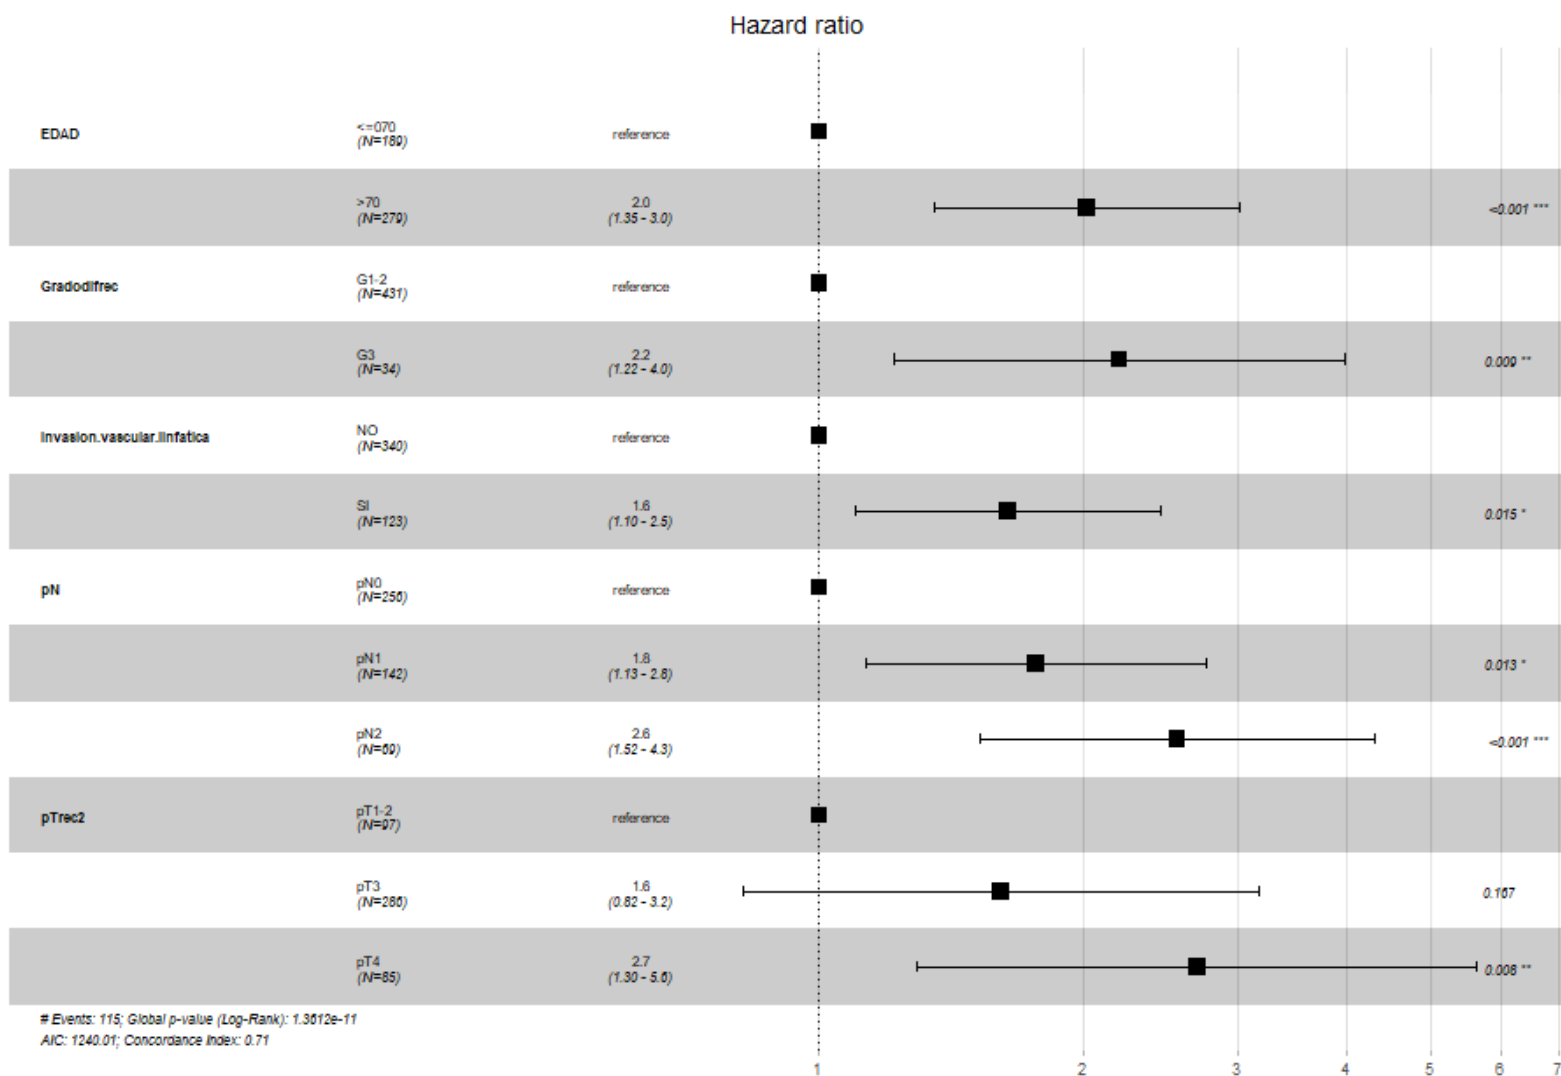 Hazard ratio
EDAD <=070 reference
(N=189)
>70 2.0 <0.001 ***
(N=279) (1.35 - 3.0)
Gradodifrec G1-2 reference
(N=431)
G3 2.2 0.009 **
(N=34) (1.22 - 4.0)
Invasion.vascular.linfatica NO reference
(N=340)
SI 1.6 0.015 *
(N=123) (1.10 - 2.5)
pN pN0 reference
(N=256)
pN1 1.8 0.013 *
(N=142) (1.13 - 2.8)
pN2 2.6 <0.001 ***
(N=69) (1.52 - 4.3)
pTrec2 pT1-2 reference
(N=97)
pT3 1.6 0.167
(N=286) (0.82 - 3.2)
pT4 2.7 0.008 **
(N=85) (1.30 - 5.6)
# Events: 115; Global p-value (Log-Rank): 1.3612e-11
AIC: 1240.01; Concordance Index: 0.71
1 2 3 4 5 6 7